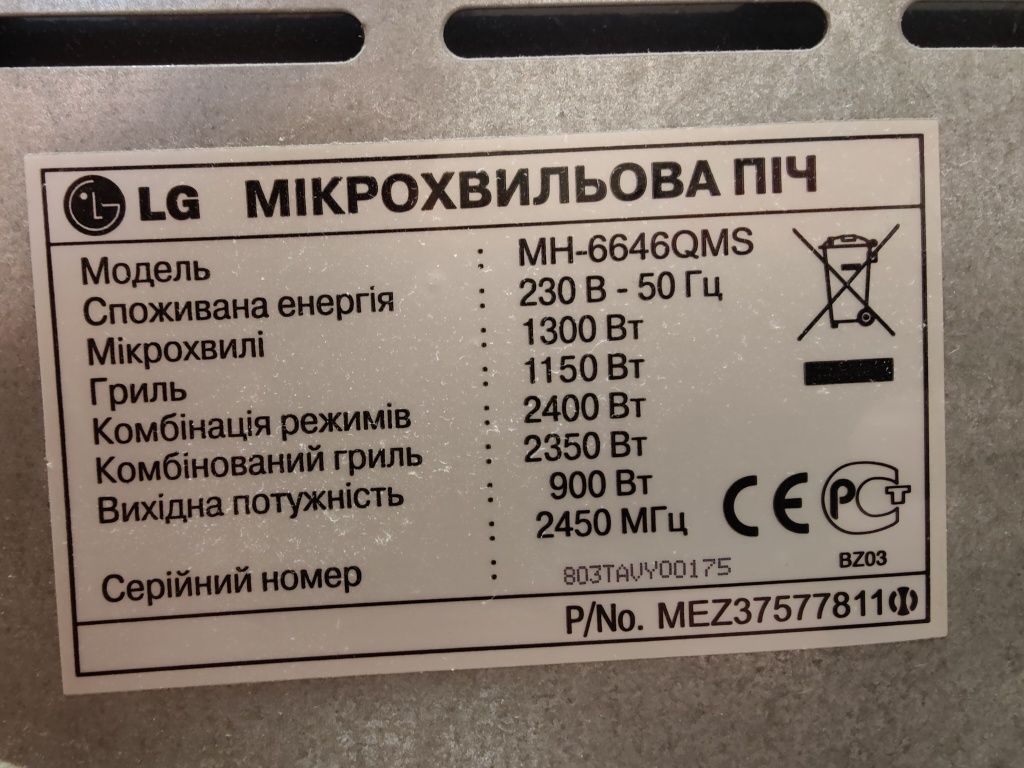 LG МІКРОХВИЛЬОВА ПІЧ
Модель : MH-6646QMS
Споживана енергія : 230 В - 50 Гц
Мікрохвилі : 1300 Вт
Гриль : 1150 Вт
Комбінація режимів : 2400 Вт
Комбінований гриль : 2350 Вт
Вихідна потужність : 900 Вт
: 2450 МГц
CE РСТ
BZ03
Серійний номер : 803TAVY00175
P/No. MEZ37577811